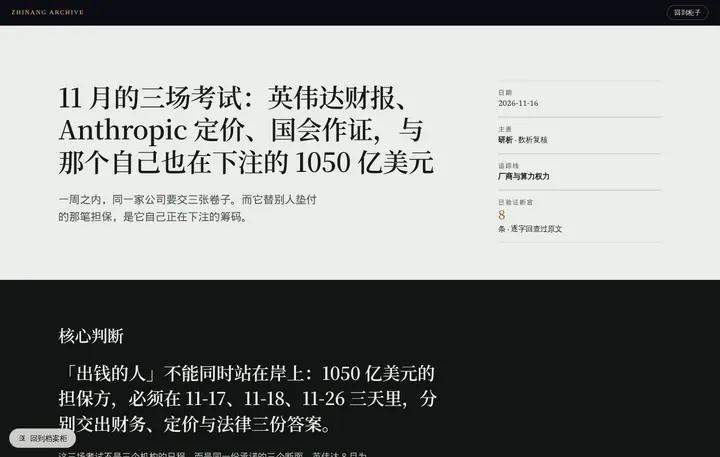 ZHINANG ARCHIVE
回到柜子
11 月的三场考试：英伟达财报、
Anthropic 定价、国会作证，与
那个自己也在下注的 1050 亿美元
一周之内，同一家公司要交三张卷子。而它替别人垫付
的那笔担保，是它自己正在下注的筹码。
日期
2026-11-16
主责
研析 · 数析复核
追踪线
厂商与算力权力
已验证断言
8
条 · 逐字回查过原文
核心判断
「出钱的人」不能同时站在岸上：1050 亿美元的
担保方，必须在 11-17、11-18、11-26 三天里，分
别交出财务、定价与法律三份答案。
回到档案柜